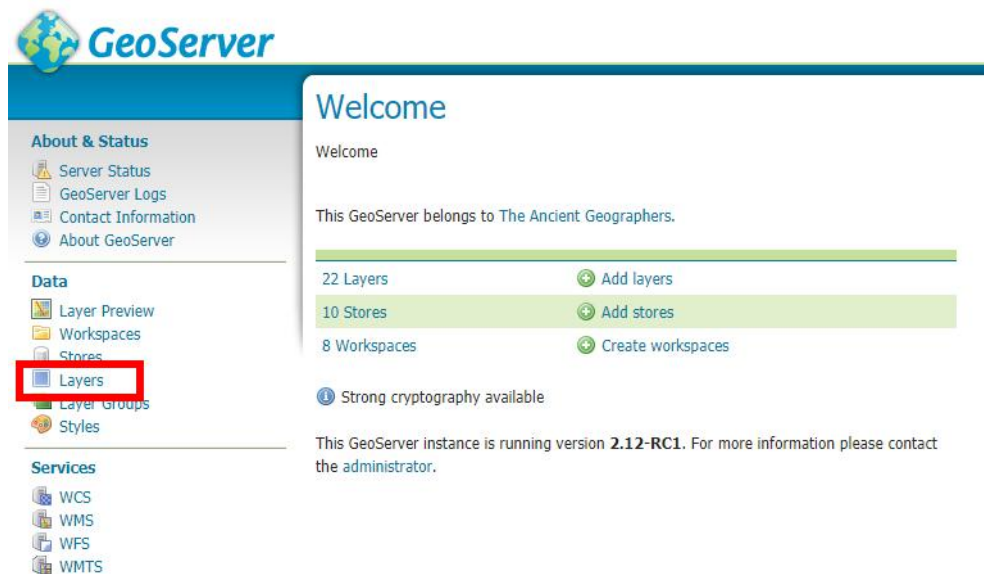 GeoServer
About & Status
Server Status
GeoServer Logs
Contact Information
About GeoServer
Data
Layer Preview
Workspaces
Stores
Layers
Layer Groups
Styles
Services
WCS
WMS
WFS
WMTS
Welcome
Welcome
This GeoServer belongs to The Ancient Geographers.
22 Layers Add layers
10 Stores Add stores
8 Workspaces Create workspaces
Strong cryptography available
This GeoServer instance is running version 2.12-RC1. For more information please contact
the administrator.